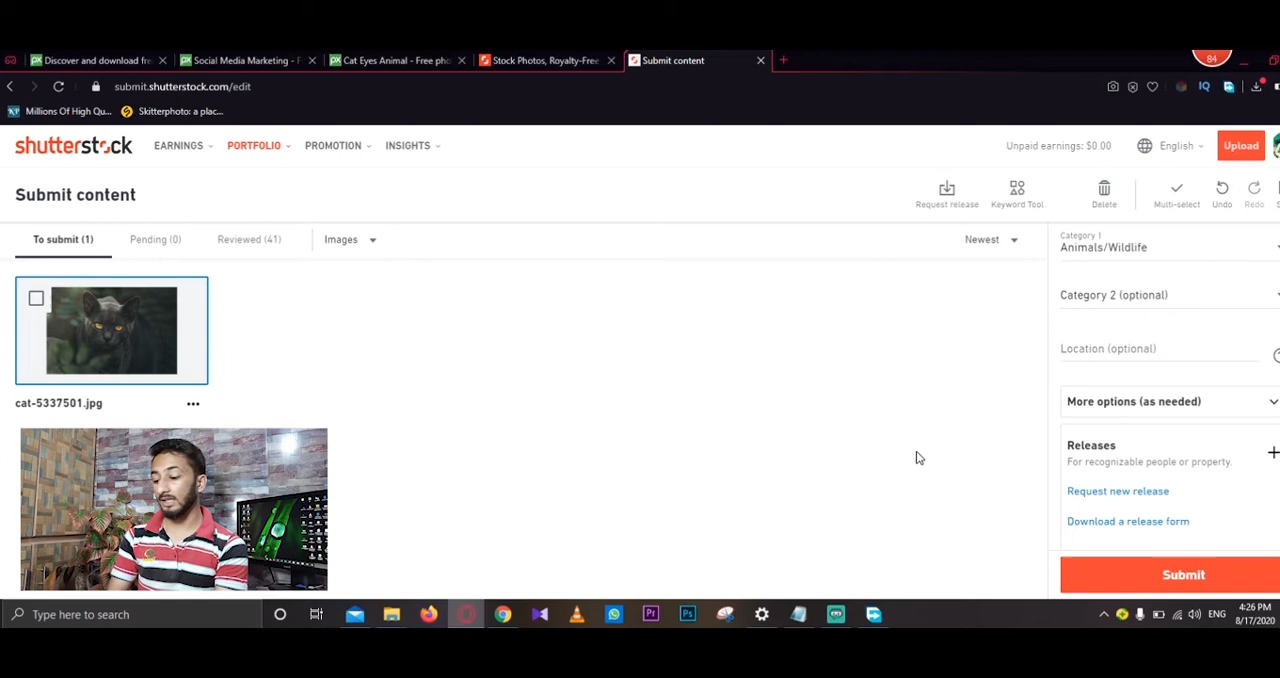 Discover and download fre
Social Media Marketing - F
Cat Eyes Animal - Free pho
Stock Photos, Royalty-Free
Submit content
84
submit.shutterstock.com/edit
IQ
Millions Of High Qu...
Skitterphoto: a plac...
shutterstock
EARNINGS
PORTFOLIO
PROMOTION
INSIGHTS
Unpaid earnings: $0.00
English
Upload
Submit content
Request release
Keyword Tool
Delete
Multi-select
Undo
Redo
To submit (1)
Pending (0)
Reviewed (41)
Images
Newest
Category 1
Animals/Wildlife
Category 2 (optional)
Location (optional)
cat-5337501.jpg
More options (as needed)
Releases
For recognizable people or property.
Request new release
Download a release form
Submit
Type here to search
Pr
Ps
ENG
4:26 PM
8/17/2020